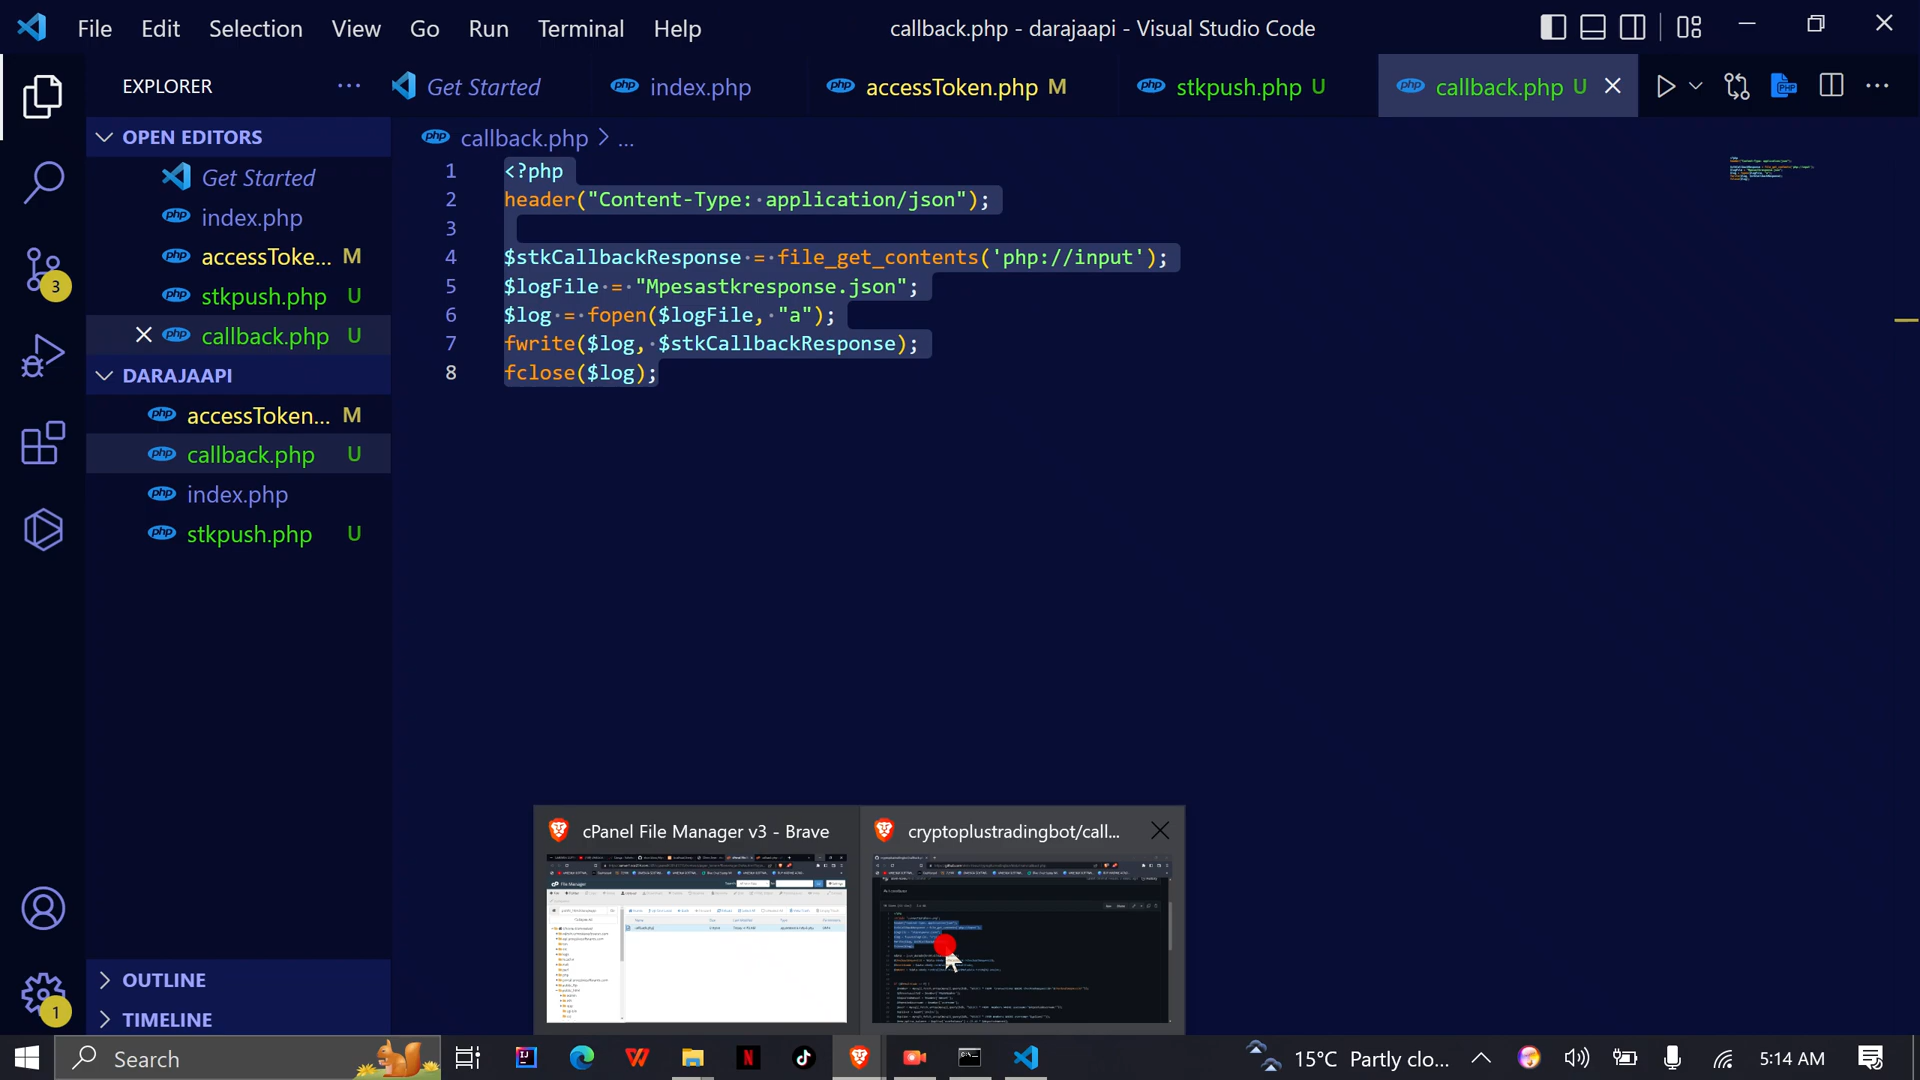 File Edit Selection View Go Run Terminal Help
callback.php - darajaapi - Visual Studio Code
EXPLORER
Get Started
index.php
accessToken.php M
stkpush.php U
callback.php U
OPEN EDITORS
Get Started
index.php
accessToke... M
stkpush.php U
callback.php U
DARAJAAPI
accessToken... M
callback.php U
index.php
stkpush.php U
OUTLINE
TIMELINE
3
1
callback.php > ...
1 <?php
2 header("Content-Type: application/json");
3
4 $stkCallbackResponse = file_get_contents('php://input');
5 $logFile = "Mpesastkresponse.json";
6 $log = fopen($logFile, "a");
7 fwrite($log, $stkCallbackResponse);
8 fclose($log);
cPanel File Manager v3 - Brave
cryptoplustradingbot/call...
Search
15°C Partly clo...
5:14 AM